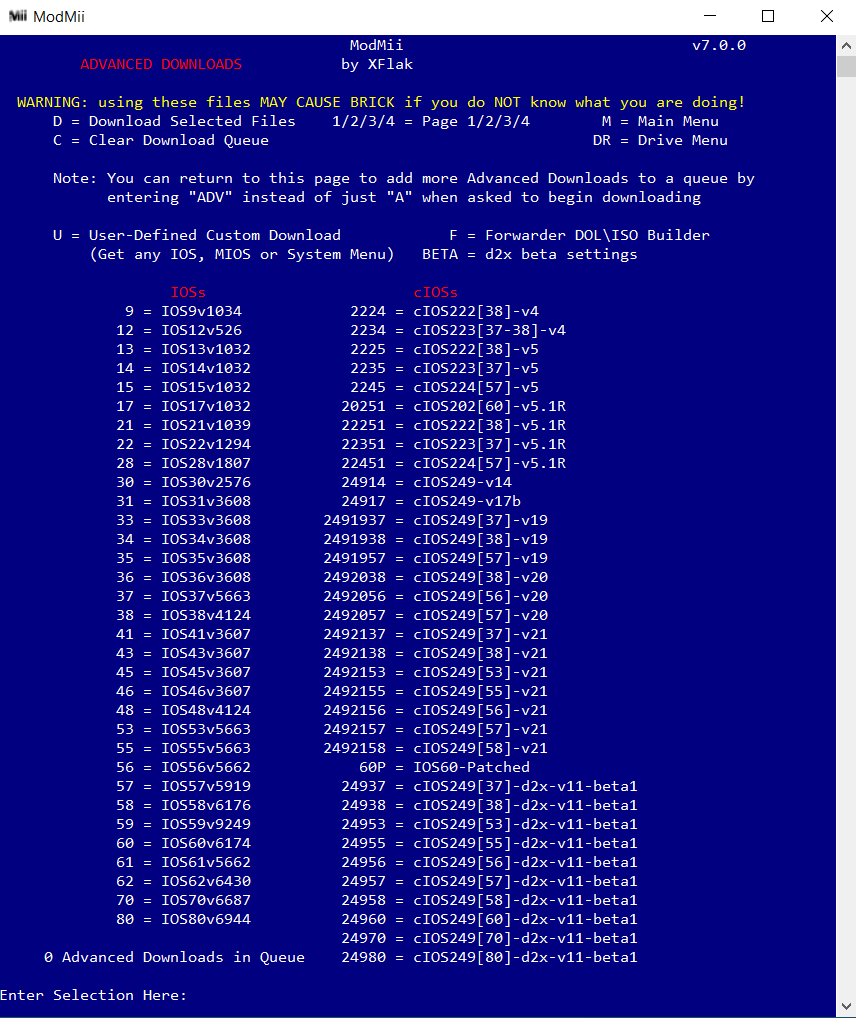 ModMii
ModMii v7.0.0
ADVANCED DOWNLOADS by XFlak
WARNING: using these files MAY CAUSE BRICK if you do NOT know what you are doing!
D = Download Selected Files 1/2/3/4 = Page 1/2/3/4 M = Main Menu
C = Clear Download Queue DR = Drive Menu
Note: You can return to this page to add more Advanced Downloads to a queue by
entering "ADV" instead of just "A" when asked to begin downloading
U = User-Defined Custom Download F = Forwarder DOL\ISO Builder
(Get any IOS, MIOS or System Menu) BETA = d2x beta settings
IOSs cIOSs
9 = IOS9v1034 2224 = cIOS222[38]-v4
12 = IOS12v526 2234 = cIOS223[37-38]-v4
13 = IOS13v1032 2225 = cIOS222[38]-v5
14 = IOS14v1032 2235 = cIOS223[37]-v5
15 = IOS15v1032 2245 = cIOS224[57]-v5
17 = IOS17v1032 20251 = cIOS202[60]-v5.1R
21 = IOS21v1039 22251 = cIOS222[38]-v5.1R
22 = IOS22v1294 22351 = cIOS223[37]-v5.1R
28 = IOS28v1807 22451 = cIOS224[57]-v5.1R
30 = IOS30v2576 24914 = cIOS249-v14
31 = IOS31v3608 24917 = cIOS249-v17b
33 = IOS33v3608 2491937 = cIOS249[37]-v19
34 = IOS34v3608 2491938 = cIOS249[38]-v19
35 = IOS35v3608 2491957 = cIOS249[57]-v19
36 = IOS36v3608 2492038 = cIOS249[38]-v20
37 = IOS37v5663 2492056 = cIOS249[56]-v20
38 = IOS38v4124 2492057 = cIOS249[57]-v20
41 = IOS41v3607 2492137 = cIOS249[37]-v21
43 = IOS43v3607 2492138 = cIOS249[38]-v21
45 = IOS45v3607 2492153 = cIOS249[53]-v21
46 = IOS46v3607 2492155 = cIOS249[55]-v21
48 = IOS48v4124 2492156 = cIOS249[56]-v21
53 = IOS53v5663 2492157 = cIOS249[57]-v21
55 = IOS55v5663 2492158 = cIOS249[58]-v21
56 = IOS56v5662 60P = IOS60-Patched
57 = IOS57v5919 24937 = cIOS249[37]-d2x-v11-beta1
58 = IOS58v6176 24938 = cIOS249[38]-d2x-v11-beta1
59 = IOS59v9249 24953 = cIOS249[53]-d2x-v11-beta1
60 = IOS60v6174 24955 = cIOS249[55]-d2x-v11-beta1
61 = IOS61v5662 24956 = cIOS249[56]-d2x-v11-beta1
62 = IOS62v6430 24957 = cIOS249[57]-d2x-v11-beta1
70 = IOS70v6687 24958 = cIOS249[58]-d2x-v11-beta1
80 = IOS80v6944 24960 = cIOS249[60]-d2x-v11-beta1
24970 = cIOS249[70]-d2x-v11-beta1
0 Advanced Downloads in Queue 24980 = cIOS249[80]-d2x-v11-beta1
Enter Selection Here: